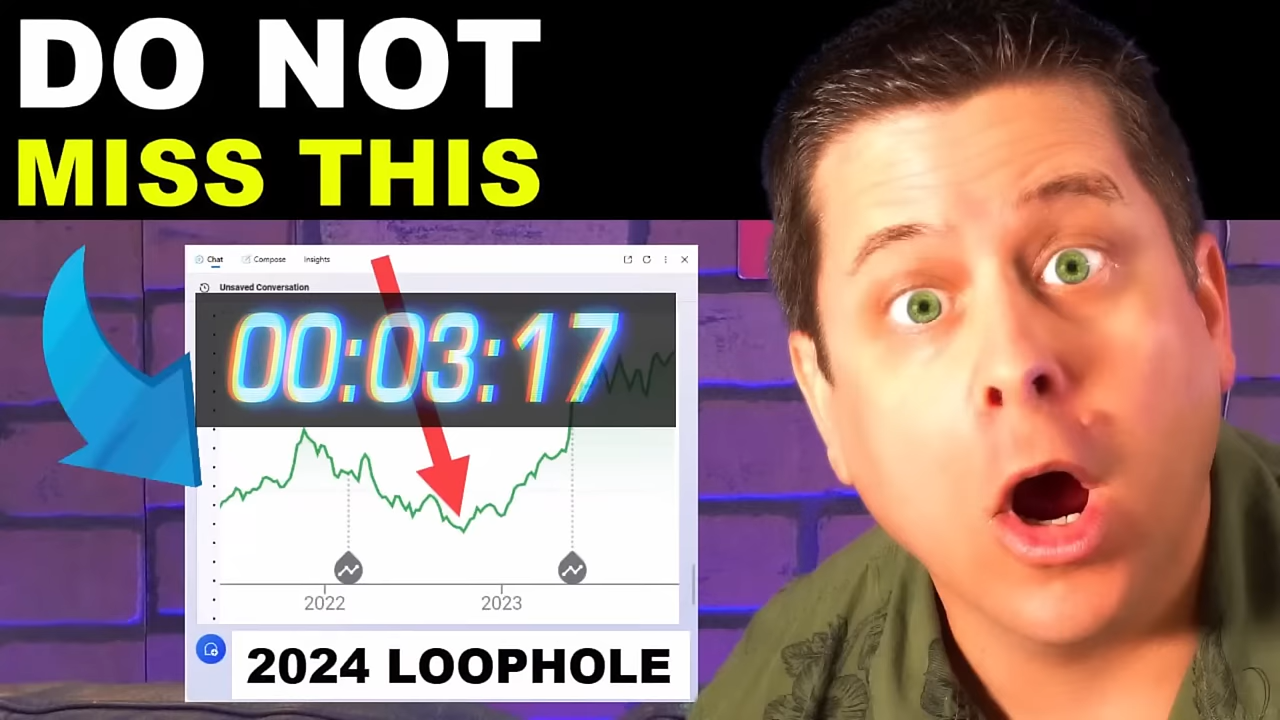 DO NOT
MISS THIS
Chat Compose Insights
Unsaved Conversation
00:03:17
2022 2023
2024 LOOPHOLE